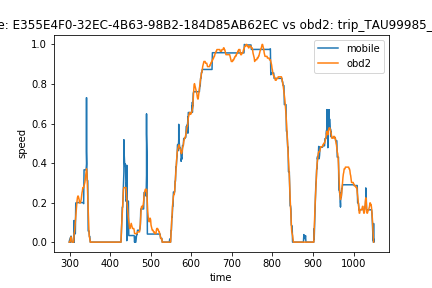 e: E355E4F0-32EC-4B63-98B2-184D85AB62EC vs obd2: trip_TAU99985_
mobile
obd2
1.0
0.8
0.6
0.4
0.2
0.0
speed
300 400 500 600 700 800 900 1000
time